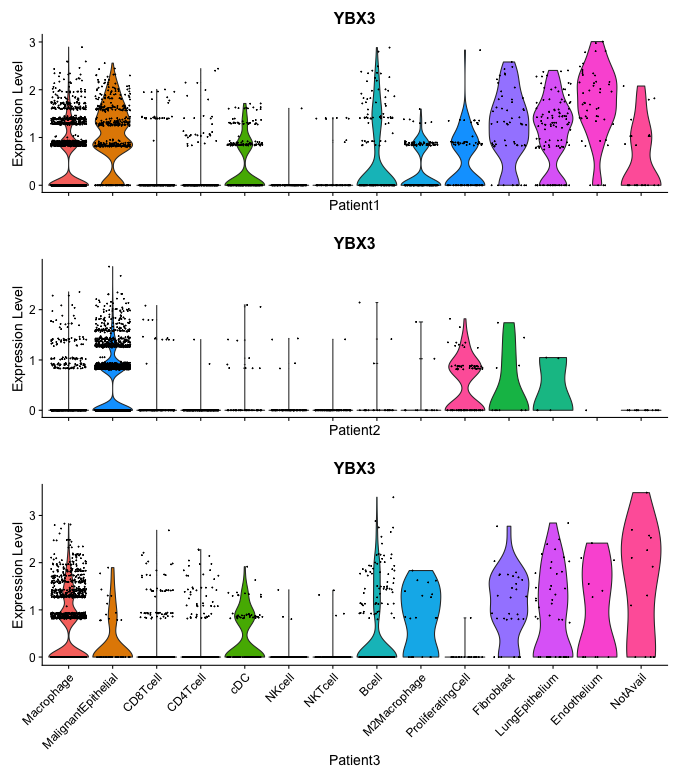 YBX3
Expression Level
3
2
1
0
Patient1
YBX3
Expression Level
2
1
0
Patient2
YBX3
Expression Level
3
2
1
0
Macrophage
MalignantEpithelial
CD8Tcell
CD4Tcell
cDC
NKcell
NKTcell
Bcell
M2Macrophage
ProliferatingCell
Fibroblast
LungEpithelium
Endothelium
NotAvail
Patient3